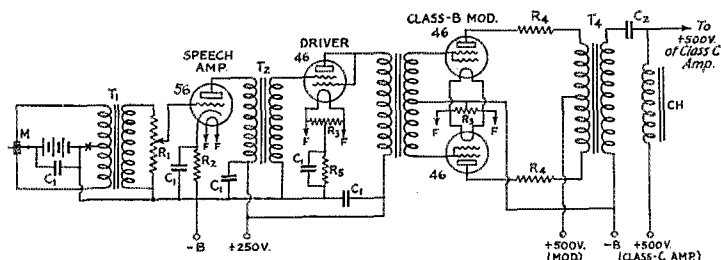 SPEECH
AMP.
DRIVER
46
CLASS-B MOD.
46
R4
T4
C2
To
+500V.
of Class C
Amp.
M
C1
T1
R1
56
T2
C1
R2
F F
C1
F F
R3
C1
R5
C1
F F
R3
46
R4
CH
-B
+250V.
+500V.
(MOD)
-B
+500V.
(CLASS-C AMP.)